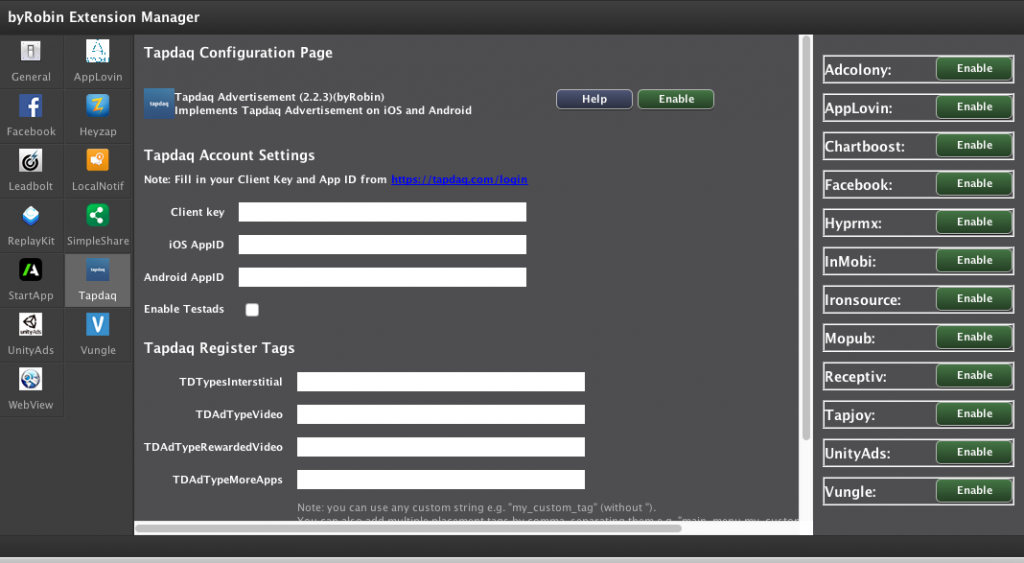 byRobin Extension Manager
General
AppLovin
Facebook
Heyzap
Leadbolt
LocalNotif
ReplayKit
SimpleShare
StartApp
tapdaq
Tapdaq
unityAds
UnityAds
Vungle
WebView
Tapdaq Configuration Page
tapdaq
Tapdaq Advertisement (2.2.3)(byRobin)
Implements Tapdaq Advertisement on iOS and Android
Help
Enable
Tapdaq Account Settings
Note: Fill in your Client Key and App ID from https://tapdaq.com/login
Client key
iOS AppID
Android AppID
Enable Testads
Tapdaq Register Tags
TDTypesInterstitial
TDAdTypeVideo
TDAdTypeRewardedVideo
TDAdTypeMoreApps
Note: you can use any custom string e.g. "my_custom_tag" (without ").
You can also add multiple placement tags by comma-separating them e.g. "main_menu,my_custom
Adcolony: Enable
AppLovin: Enable
Chartboost: Enable
Facebook: Enable
Hyprmx: Enable
InMobi: Enable
Ironsource: Enable
Mopub: Enable
Receptiv: Enable
Tapjoy: Enable
UnityAds: Enable
Vungle: Enable